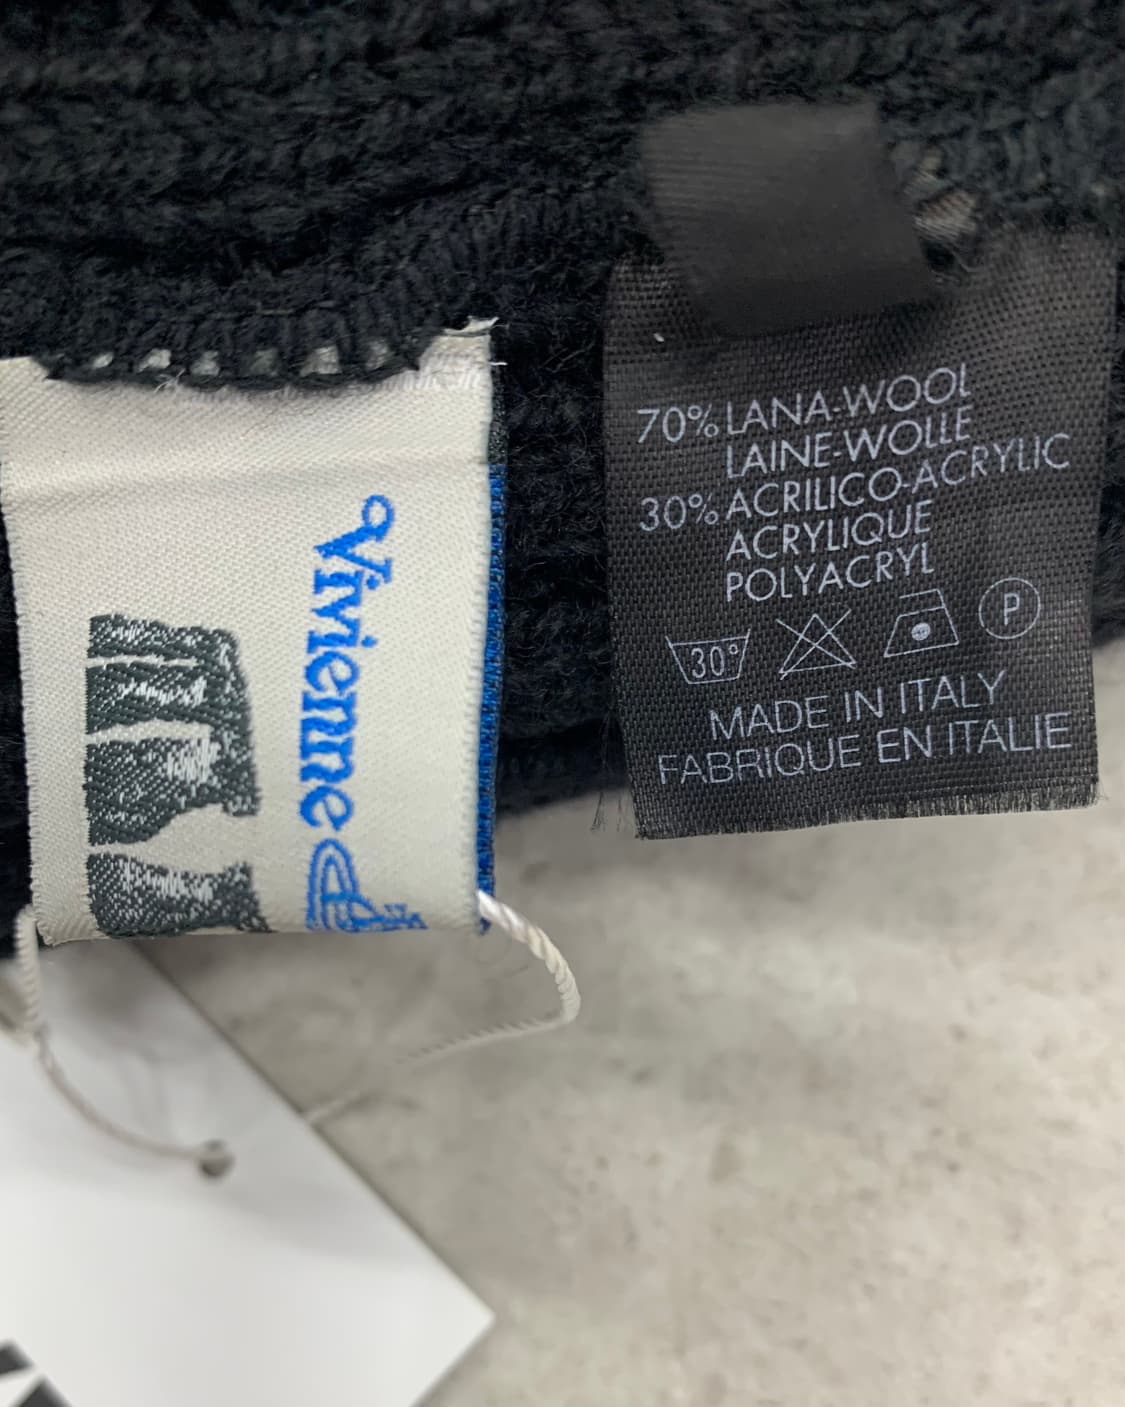 Vivienne
70% LANA-WOOL
LAINE-WOLLE
30% ACRILICO-ACRYLIC
ACRYLIQUE
POLYACRYL
30° P
MADE IN ITALY
FABRIQUE EN ITALIE